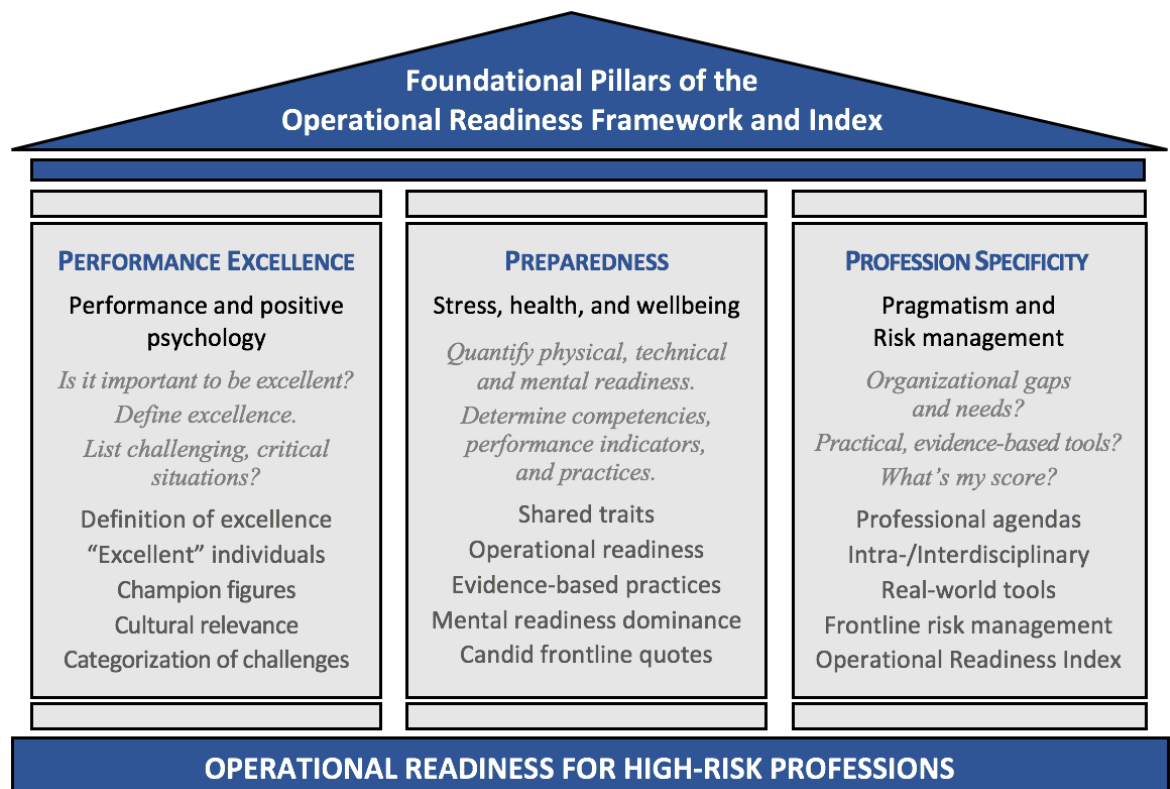 Foundational Pillars of the
Operational Readiness Framework and Index
PERFORMANCE EXCELLENCE
Performance and positive
psychology
Is it important to be excellent?
Define excellence.
List challenging, critical
situations?
Definition of excellence
“Excellent” individuals
Champion figures
Cultural relevance
Categorization of challenges
PREPAREDNESS
Stress, health, and wellbeing
Quantify physical, technical
and mental readiness.
Determine competencies,
performance indicators,
and practices.
Shared traits
Operational readiness
Evidence-based practices
Mental readiness dominance
Candid frontline quotes
PROFESSION SPECIFICITY
Pragmatism and
Risk management
Organizational gaps
and needs?
Practical, evidence-based tools?
What’s my score?
Professional agendas
Intra-/Interdisciplinary
Real-world tools
Frontline risk management
Operational Readiness Index
OPERATIONAL READINESS FOR HIGH-RISK PROFESSIONS